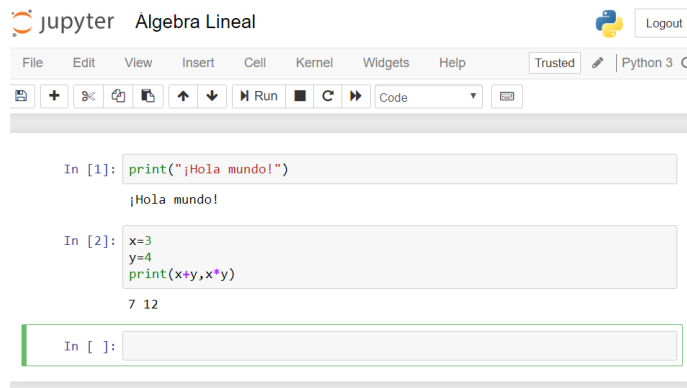 jupyter Álgebra Lineal Logout
File Edit View Insert Cell Kernel Widgets Help Trusted Python 3
Run Code
In [1]: print("¡Hola mundo!")
¡Hola mundo!
In [2]: x=3
y=4
print(x+y,x*y)
7 12
In [ ]: